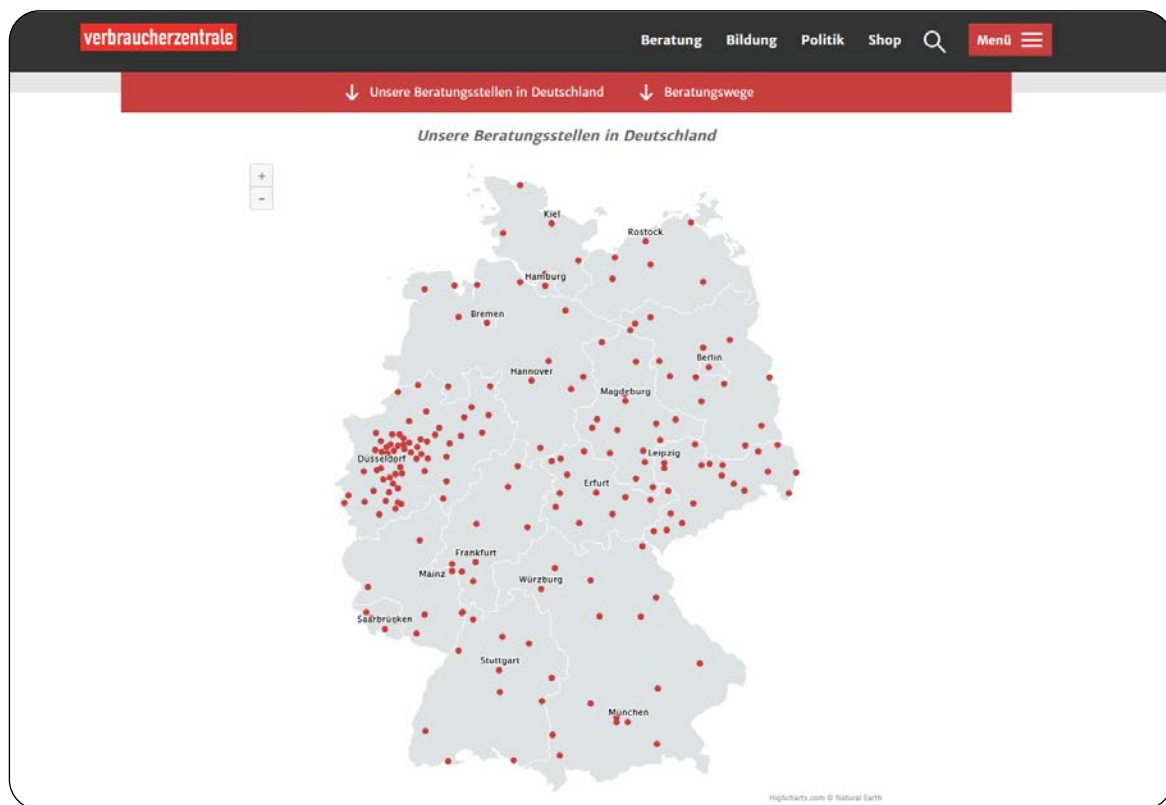 verbraucherzentrale
Beratung Bildung Politik Shop Menü
Unsere Beratungsstellen in Deutschland Beratungswege
Unsere Beratungsstellen in Deutschland
+
−
Kiel
Rostock
Hamburg
Bremen
Berlin
Hannover
Magdeburg
Düsseldorf
Leipzig
Erfurt
Frankfurt
Mainz
Würzburg
Saarbrücken
Stuttgart
München
Highcharts.com © Natural Earth